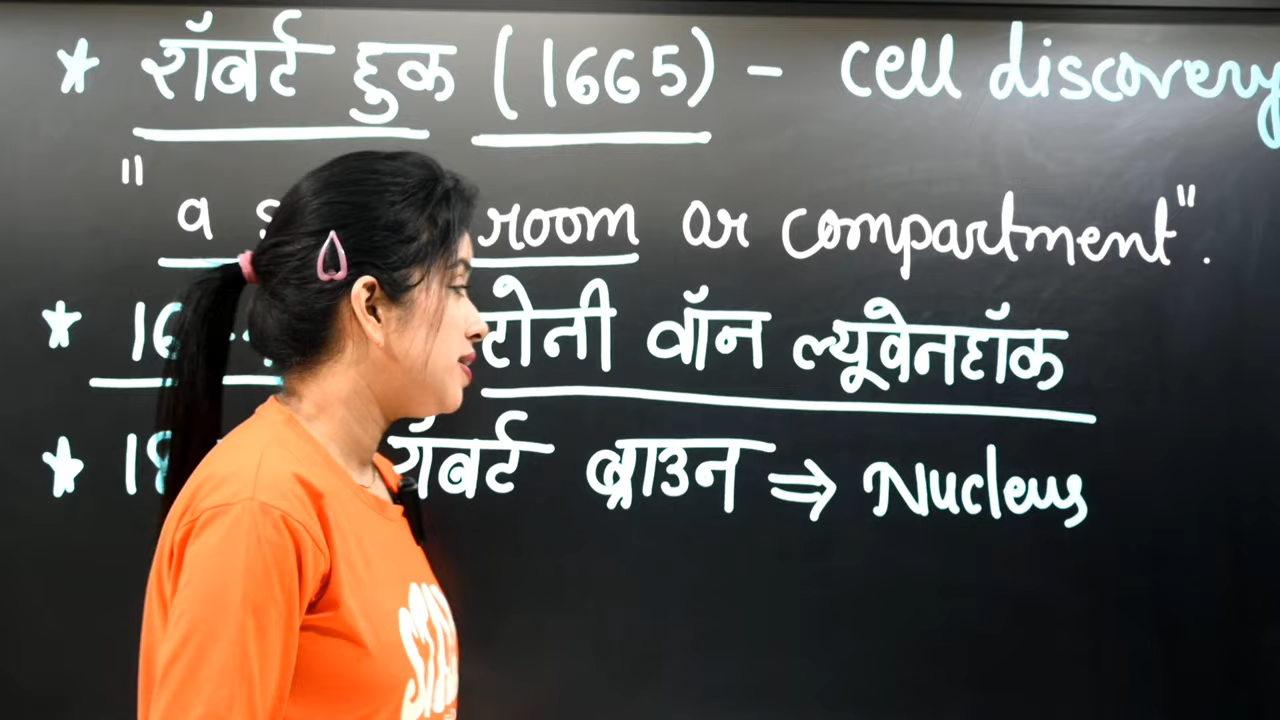 * रॉबर्ट हुक (1665) - cell discovery
"a room or compartment".
* टोनी वॉन ल्यूवेनहॉक
* रॉबर्ट ब्राउन ⇒ Nucleus